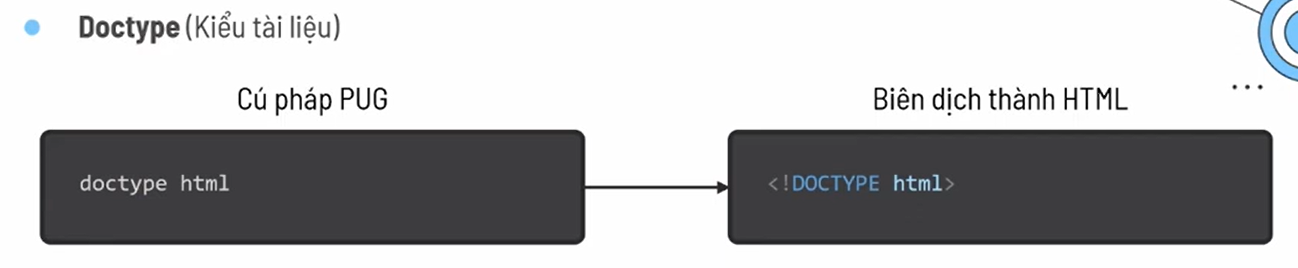 Doctype (Kiểu tài liệu)
Cú pháp PUG
Biên dịch thành HTML
doctype html
<!DOCTYPE html>